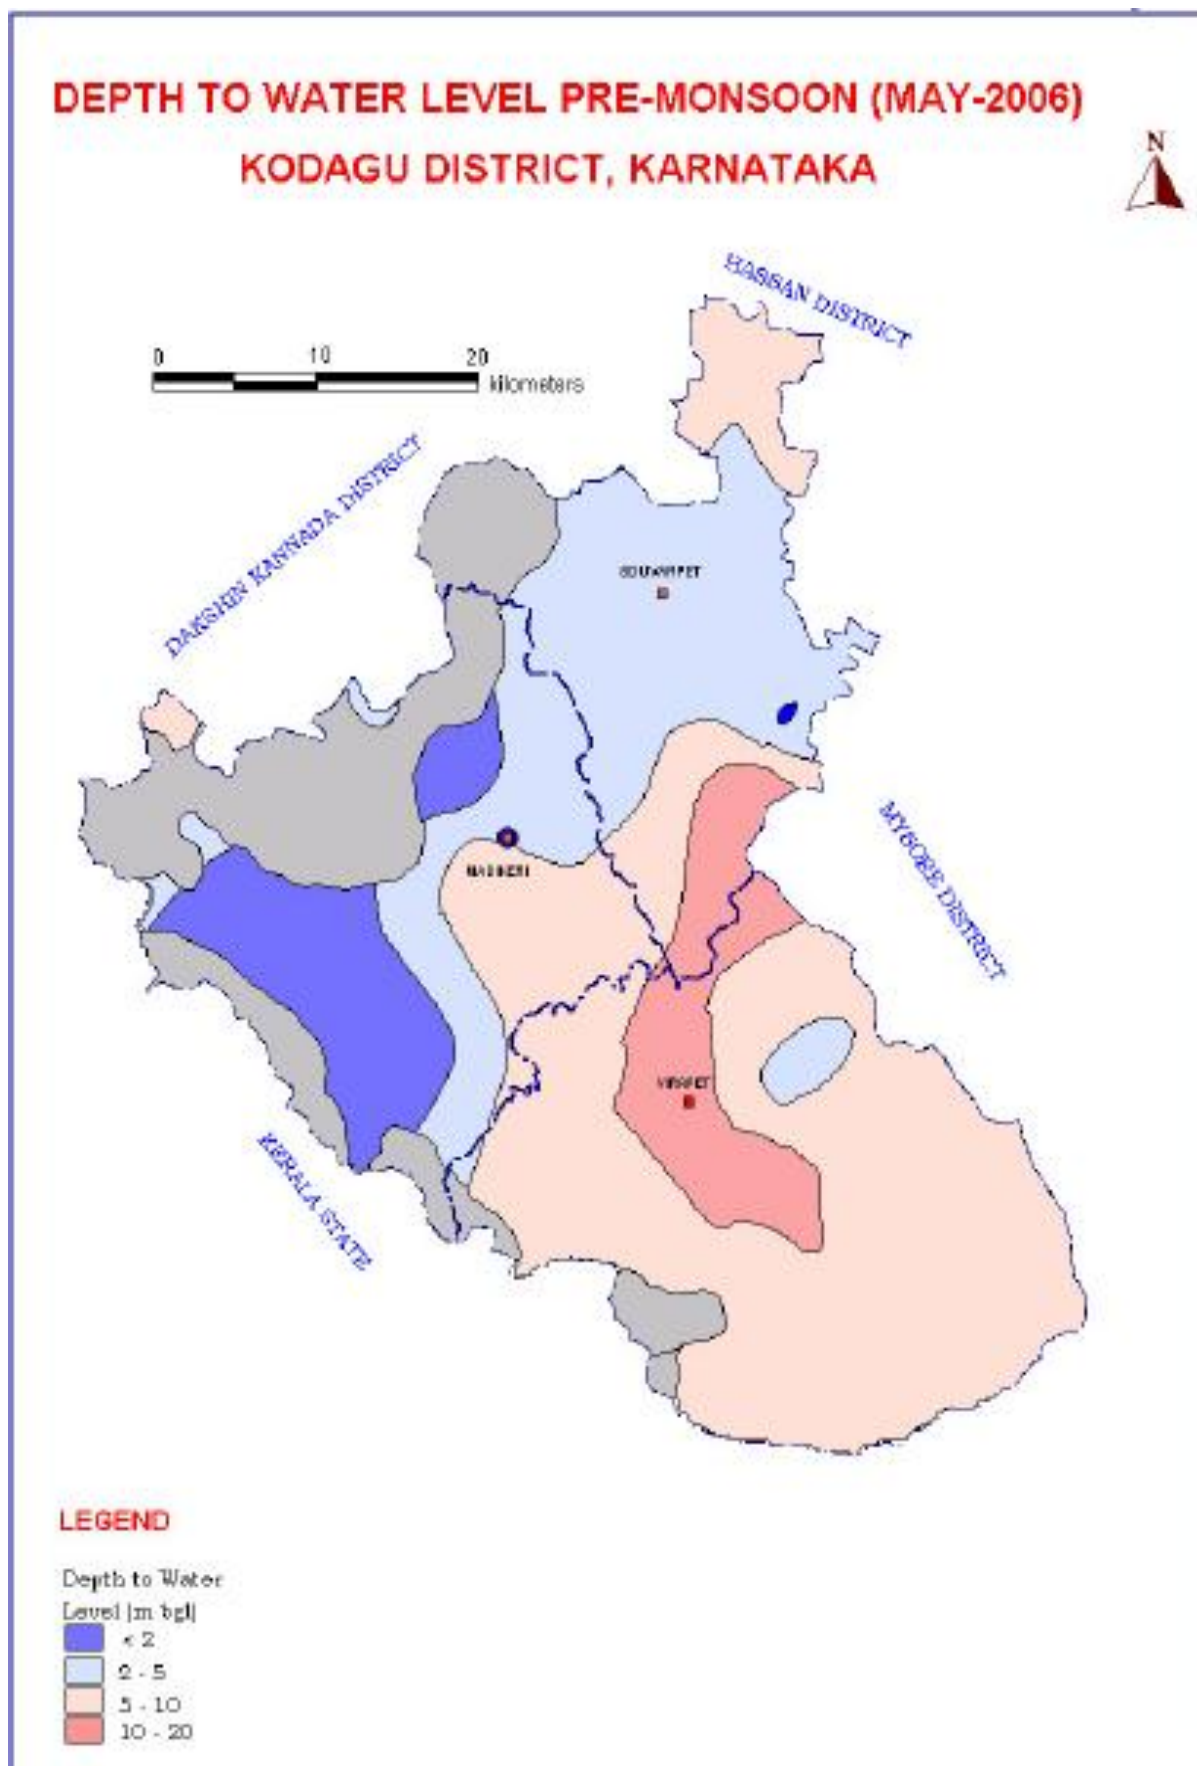 DEPTH TO WATER LEVEL PRE-MONSOON (MAY-2006)
KODAGU DISTRICT, KARNATAKA
N
HASSAN DISTRICT
0 10 20
kilometers
DAKSHIN KANNADA DISTRICT
MYSORE DISTRICT
MADIKERI
VIRAPET
KERALA STATE
LEGEND
Depth to Water
Level (m bgl)
< 2
2 - 5
5 - 10
10 - 20